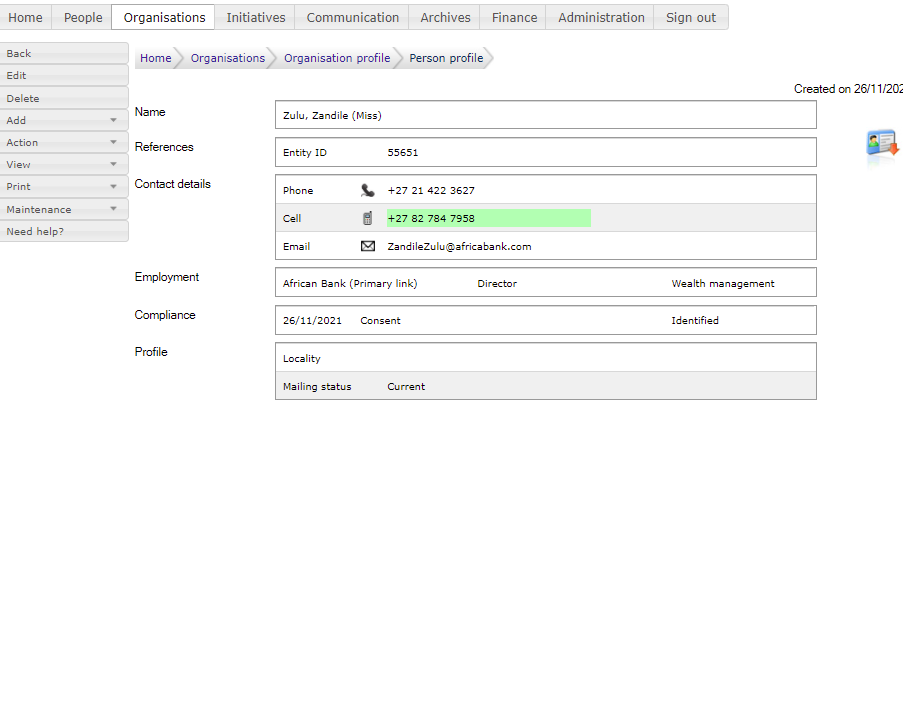 Home People Organisations Initiatives Communication Archives Finance Administration Sign out
Back
Edit
Delete
Add
Action
View
Print
Maintenance
Need help?
Home Organisations Organisation profile Person profile
Created on 26/11/202
Name Zulu, Zandile (Miss)
References Entity ID 55651
Contact details Phone +27 21 422 3627
Cell +27 82 784 7958
Email ZandileZulu@africabank.com
Employment African Bank (Primary link) Director Wealth management
Compliance 26/11/2021 Consent Identified
Profile Locality
Mailing status Current